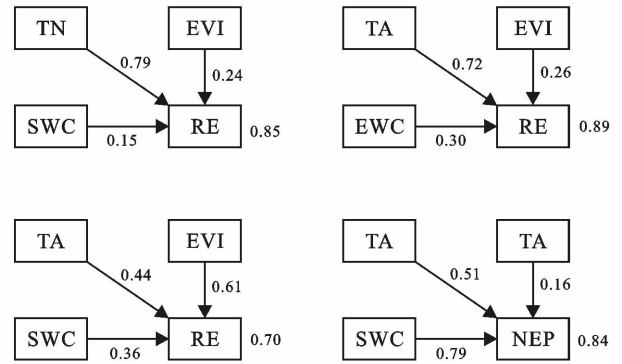 TN EVI
0.79 0.24
SWC 0.15 RE 0.85
TA EVI
0.72 0.26
EWC 0.30 RE 0.89
TA EVI
0.44 0.61
SWC 0.36 RE 0.70
TA TA
0.51 0.16
SWC 0.79 NEP 0.84